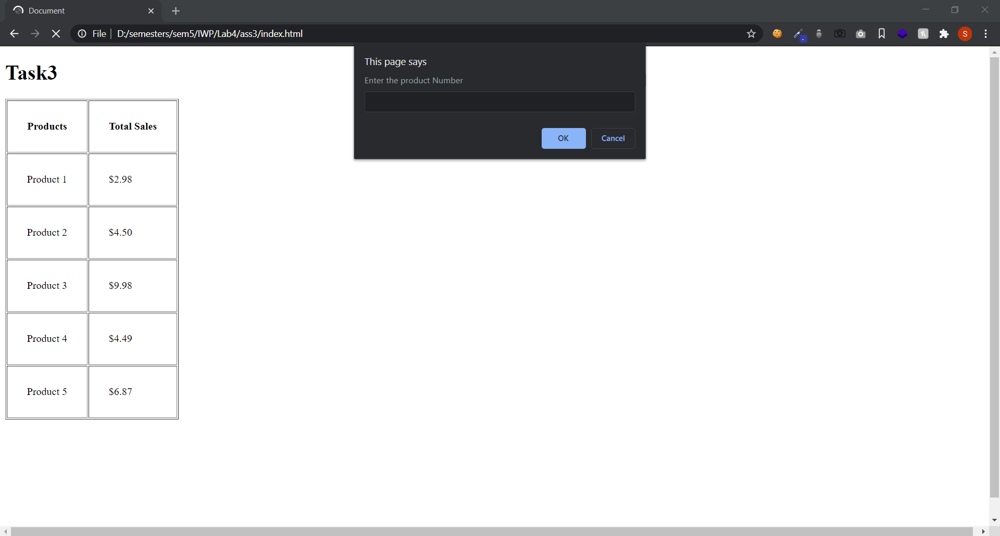 Document
File
D:/semesters/sem5/IWP/Lab4/ass3/index.html
S
This page says
Enter the product Number
OK Cancel
Task3
Products Total Sales
Product 1 $2.98
Product 2 $4.50
Product 3 $9.98
Product 4 $4.49
Product 5 $6.87